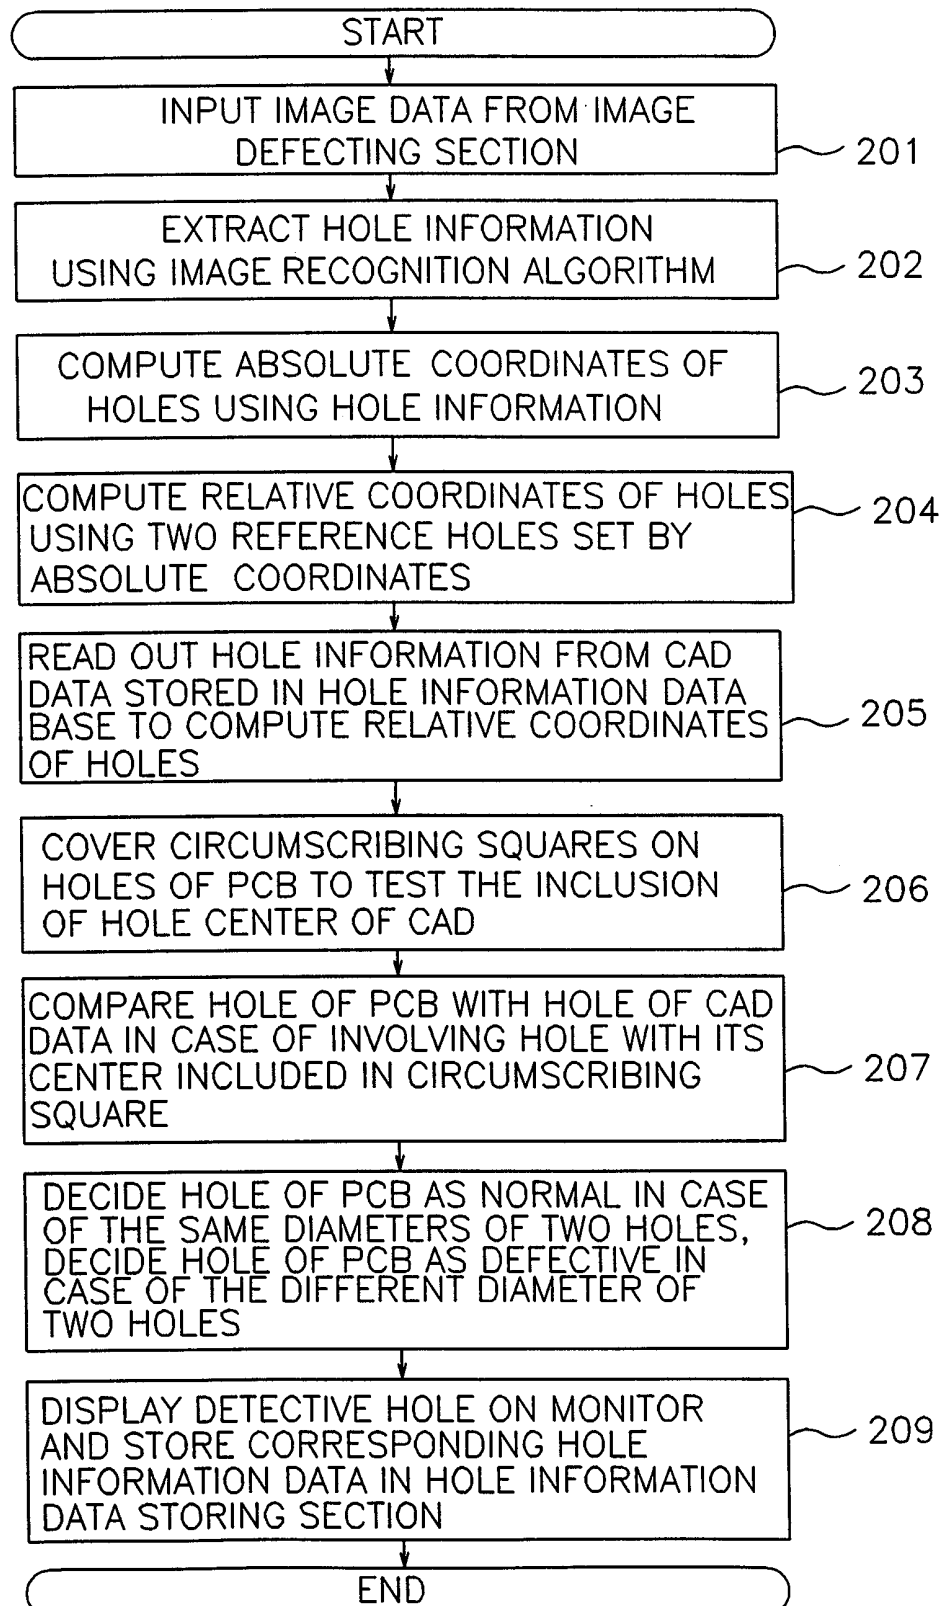 START
INPUT IMAGE DATA FROM IMAGE
DEFECTING SECTION
201
EXTRACT HOLE INFORMATION
USING IMAGE RECOGNITION ALGORITHM
202
COMPUTE ABSOLUTE COORDINATES OF
HOLES USING HOLE INFORMATION
203
COMPUTE RELATIVE COORDINATES OF HOLES
USING TWO REFERENCE HOLES SET BY
ABSOLUTE COORDINATES
204
READ OUT HOLE INFORMATION FROM CAD
DATA STORED IN HOLE INFORMATION DATA
BASE TO COMPUTE RELATIVE COORDINATES
OF HOLES
205
COVER CIRCUMSCRIBING SQUARES ON
HOLES OF PCB TO TEST THE INCLUSION
OF HOLE CENTER OF CAD
206
COMPARE HOLE OF PCB WITH HOLE OF CAD
DATA IN CASE OF INVOLVING HOLE WITH ITS
CENTER INCLUDED IN CIRCUMSCRIBING
SQUARE
207
DECIDE HOLE OF PCB AS NORMAL IN CASE
OF THE SAME DIAMETERS OF TWO HOLES,
DECIDE HOLE OF PCB AS DEFECTIVE IN
CASE OF THE DIFFERENT DIAMETER OF
TWO HOLES
208
DISPLAY DETECTIVE HOLE ON MONITOR
AND STORE CORRESPONDING HOLE
INFORMATION DATA IN HOLE INFORMATION
DATA STORING SECTION
209
END